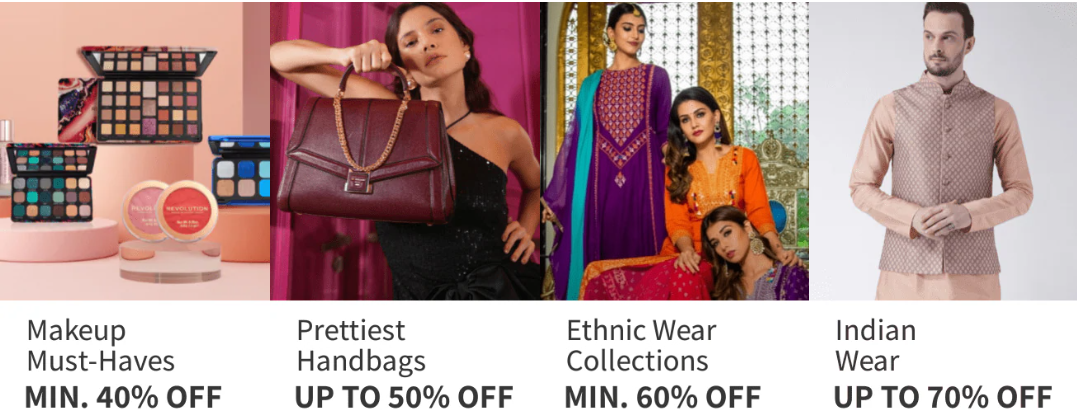 REVOLUTION
Makeup
Must-Haves
MIN. 40% OFF
Prettiest
Handbags
UP TO 50% OFF
Ethnic Wear
Collections
MIN. 60% OFF
Indian
Wear
UP TO 70% OFF